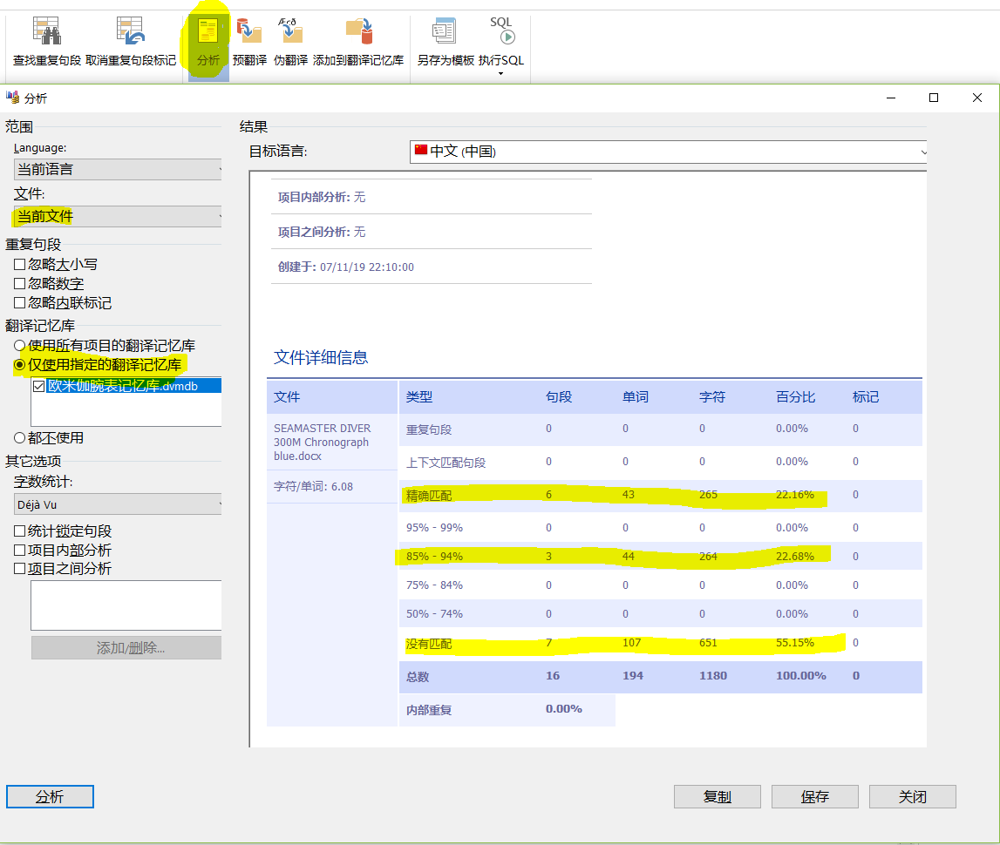 SQL
查找重复句段 取消重复句段标记 分析 预翻译 伪翻译 添加到翻译记忆库 另存为模板 执行SQL
分析
范围
Language:
当前语言
文件:
当前文件
重复句段
忽略大小写
忽略数字
忽略内联标记
翻译记忆库
使用所有项目的翻译记忆库
仅使用指定的翻译记忆库
欧米伽腕表记忆库.dvmdb
都不使用
其它选项
字数统计:
Déjà Vu
统计锁定句段
项目内部分析
项目之间分析
添加/删除...
分析
结果
目标语言: 中文 (中国)
项目内部分析: 无
项目之间分析: 无
创建于: 07/11/19 22:10:00
文件详细信息
文件 类型 句段 单词 字符 百分比 标记
SEAMASTER DIVER
300M Chronograph
blue.docx
字符/单词: 6.08
重复句段 0 0 0 0.00% 0
上下文匹配句段 0 0 0 0.00% 0
精确匹配 6 43 265 22.16% 0
95% - 99% 0 0 0 0.00% 0
85% - 94% 3 44 264 22.68% 0
75% - 84% 0 0 0 0.00% 0
50% - 74% 0 0 0 0.00% 0
没有匹配 7 107 651 55.15% 0
总数 16 194 1180 100.00% 0
内部重复 0.00%
复制 保存 关闭